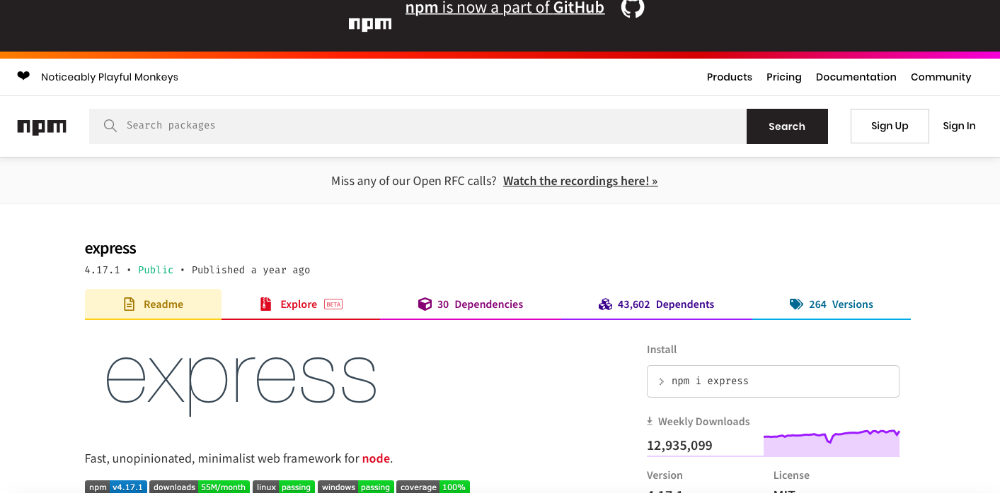 npm is now a part of GitHub
npm
Noticeably Playful Monkeys
Products Pricing Documentation Community
npm
Search packages
Search
Sign Up
Sign In
Miss any of our Open RFC calls? Watch the recordings here! »
express
4.17.1 • Public • Published a year ago
Readme
Explore BETA
30 Dependencies
43,602 Dependents
264 Versions
express
Install
> npm i express
Weekly Downloads
12,935,099
Fast, unopinionated, minimalist web framework for node.
npm v4.17.1 downloads 55M/month linux passing windows passing coverage 100%
Version License
4.17.1 MIT